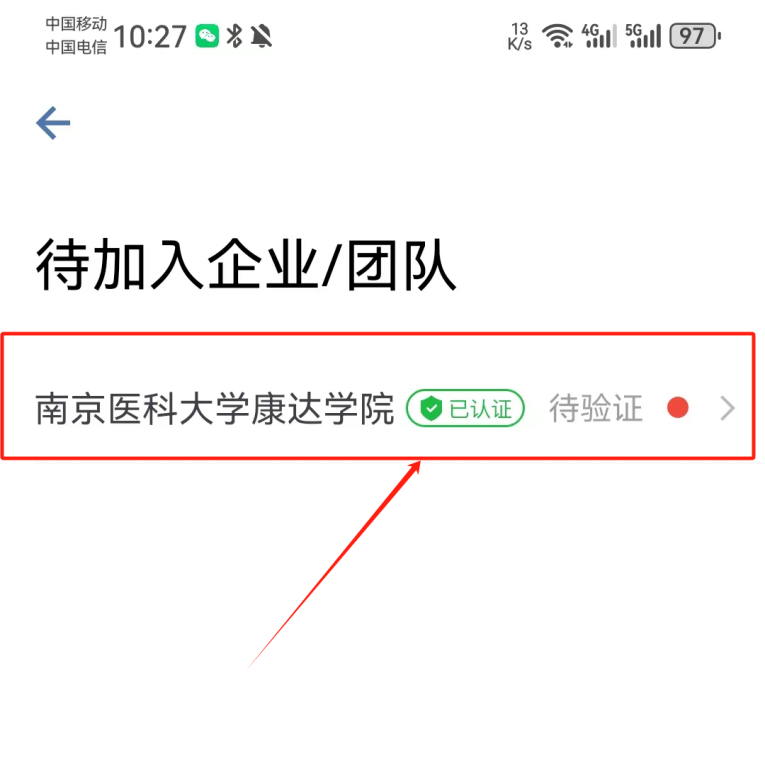 中国移动
中国电信
10:27
13
K/s
4G
5G
97
待加入企业/团队
南京医科大学康达学院 已认证 待验证